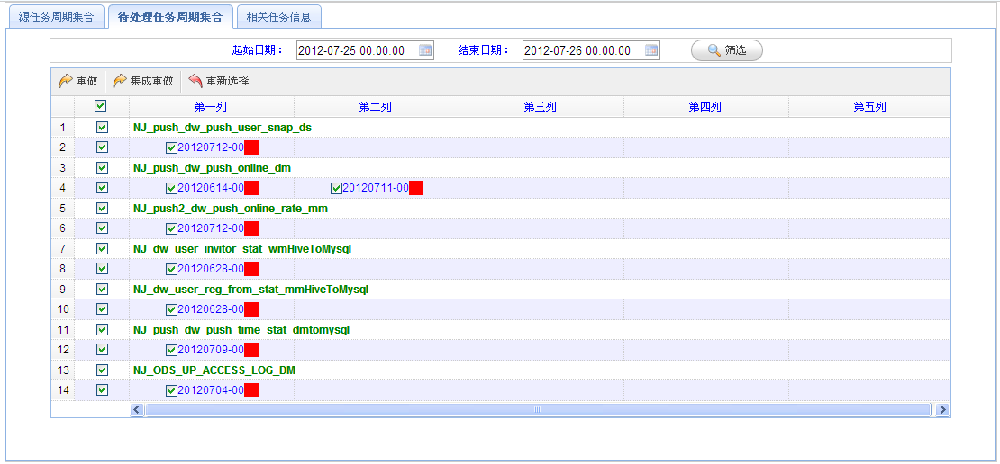 源任务周期集合 待处理任务周期集合 相关任务信息
起始日期： 2012-07-25 00:00:00 结束日期： 2012-07-26 00:00:00 筛选
重做 集成重做 重新选择
第一列 第二列 第三列 第四列 第五列
1 NJ_push_dw_push_user_snap_ds
2 20120712-00
3 NJ_push_dw_push_online_dm
4 20120614-00 20120711-00
5 NJ_push2_dw_push_online_rate_mm
6 20120712-00
7 NJ_dw_user_invitor_stat_wmHiveToMysql
8 20120628-00
9 NJ_dw_user_reg_from_stat_mmHiveToMysql
10 20120628-00
11 NJ_push_dw_push_time_stat_dmtomysql
12 20120709-00
13 NJ_ODS_UP_ACCESS_LOG_DM
14 20120704-00